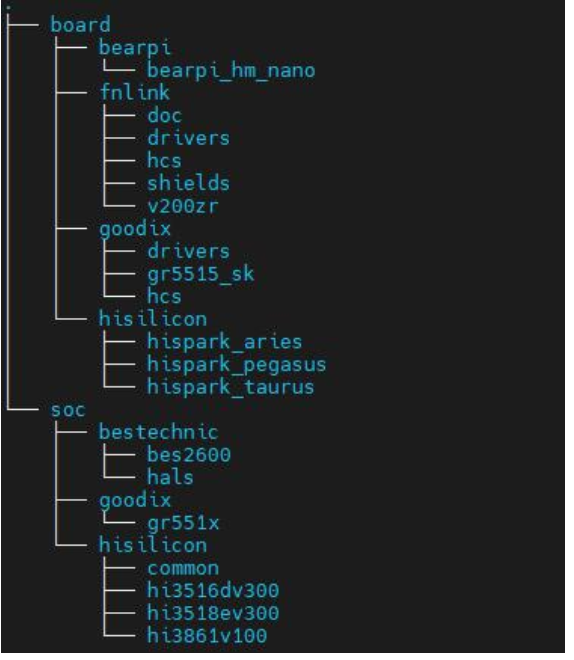 .
board
bearpi
bearpi_hm_nano
fnlink
doc
drivers
hcs
shields
v200zr
goodix
drivers
gr5515_sk
hcs
hisilicon
hispark_aries
hispark_pegasus
hispark_taurus
soc
bestechnic
bes2600
hals
goodix
gr551x
hisilicon
common
hi3516dv300
hi3518ev300
hi3861v100